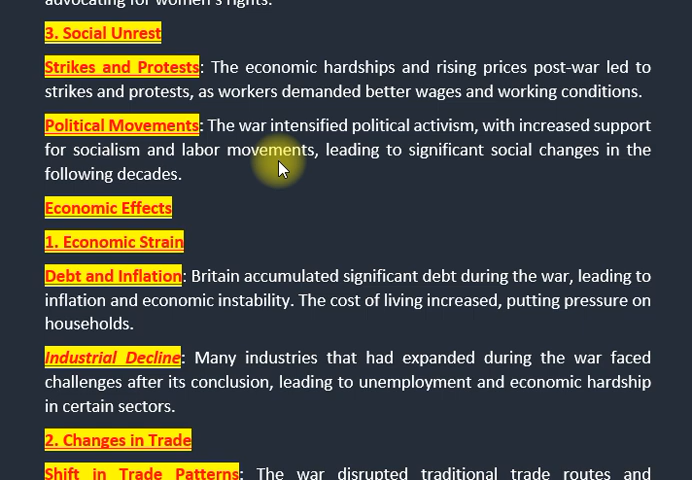 advocating for women's rights.
3. Social Unrest
Strikes and Protests: The economic hardships and rising prices post-war led to
strikes and protests, as workers demanded better wages and working conditions.
Political Movements: The war intensified political activism, with increased support
for socialism and labor movements, leading to significant social changes in the
following decades.
Economic Effects
1. Economic Strain
Debt and Inflation: Britain accumulated significant debt during the war, leading to
inflation and economic instability. The cost of living increased, putting pressure on
households.
Industrial Decline: Many industries that had expanded during the war faced
challenges after its conclusion, leading to unemployment and economic hardship
in certain sectors.
2. Changes in Trade
Shift in Trade Patterns: The war disrupted traditional trade routes and